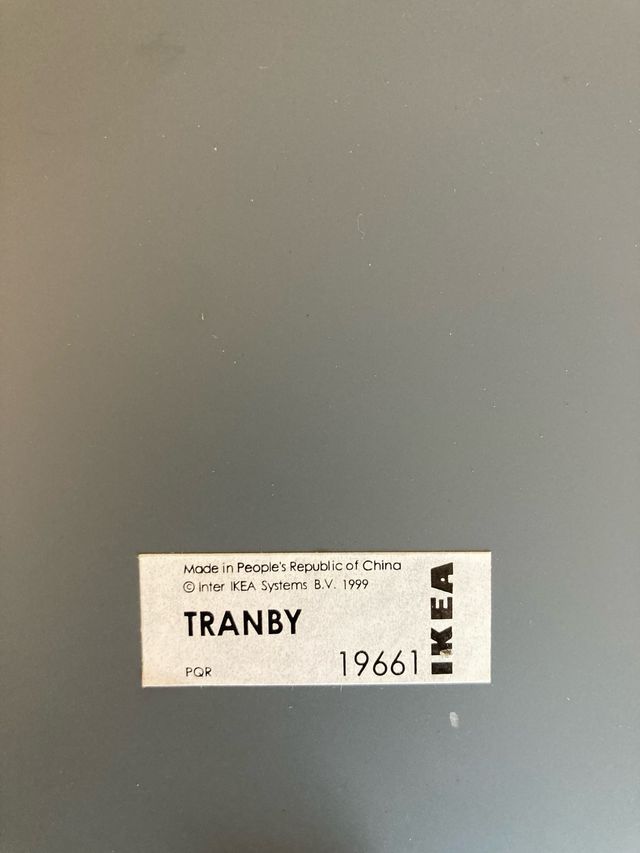 Made in People's Republic of China
© Inter IKEA Systems B.V. 1999
TRANBY
PQR
19661
IKEA